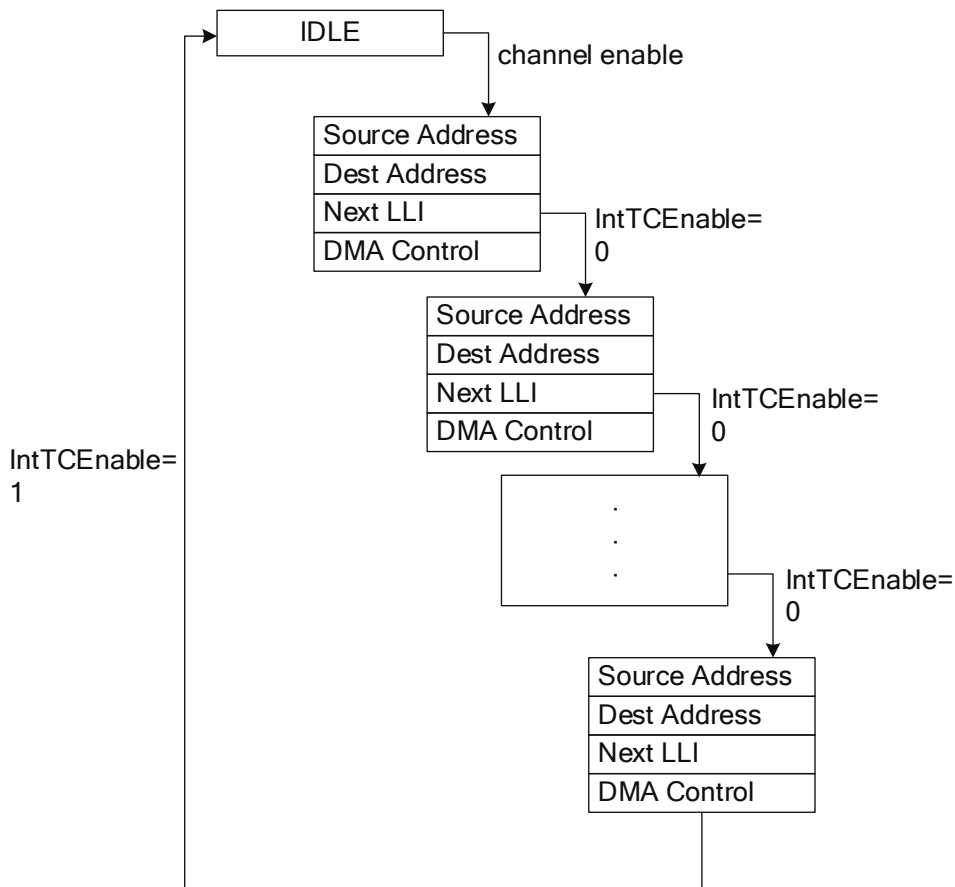 IDLE
channel enable
Source Address
Dest Address
Next LLI
DMA Control
IntTCEnable=
0
Source Address
Dest Address
Next LLI
DMA Control
IntTCEnable=
0
IntTCEnable=
1
.
.
.
IntTCEnable=
0
Source Address
Dest Address
Next LLI
DMA Control